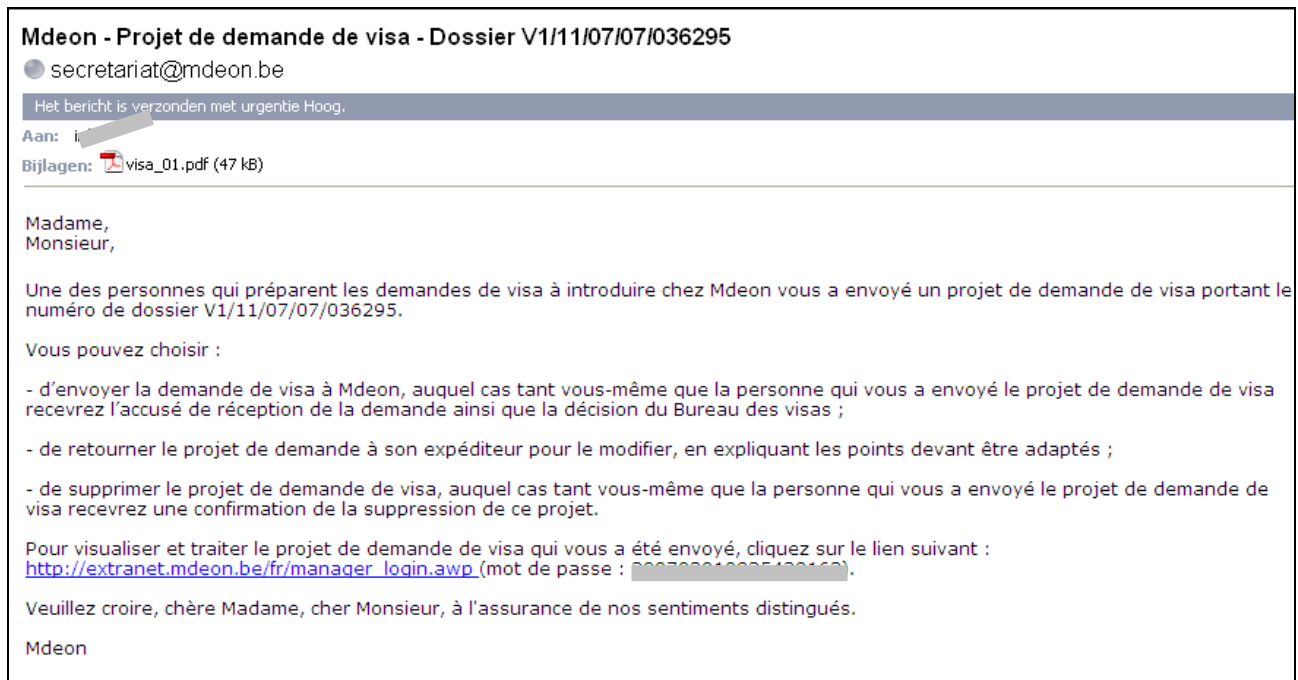 Mdeon - Projet de demande de visa - Dossier V1/11/07/07/036295
secretariat@mdeon.be
Het bericht is verzonden met urgentie Hoog.
Aan:
Bijlagen: visa_01.pdf (47 kB)
Madame,
Monsieur,
Une des personnes qui préparent les demandes de visa à introduire chez Mdeon vous a envoyé un projet de demande de visa portant le
numéro de dossier V1/11/07/07/036295.
Vous pouvez choisir :
- d'envoyer la demande de visa à Mdeon, auquel cas tant vous-même que la personne qui vous a envoyé le projet de demande de visa
recevrez l'accusé de réception de la demande ainsi que la décision du Bureau des visas ;
- de retourner le projet de demande à son expéditeur pour le modifier, en expliquant les points devant être adaptés ;
- de supprimer le projet de demande de visa, auquel cas tant vous-même que la personne qui vous a envoyé le projet de demande de
visa recevrez une confirmation de la suppression de ce projet.
Pour visualiser et traiter le projet de demande de visa qui vous a été envoyé, cliquez sur le lien suivant :
http://extranet.mdeon.be/fr/manager_login.awp (mot de passe : ).
Veuillez croire, chère Madame, cher Monsieur, à l'assurance de nos sentiments distingués.
Mdeon